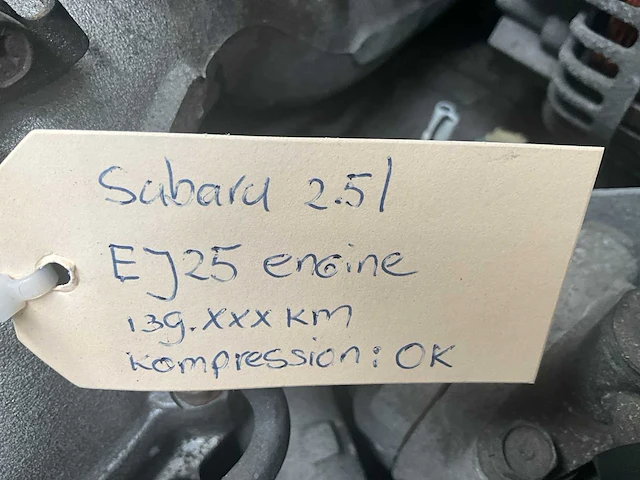 Subaru 2.5l
EJ25 engine
139.xxx km
kompression: OK